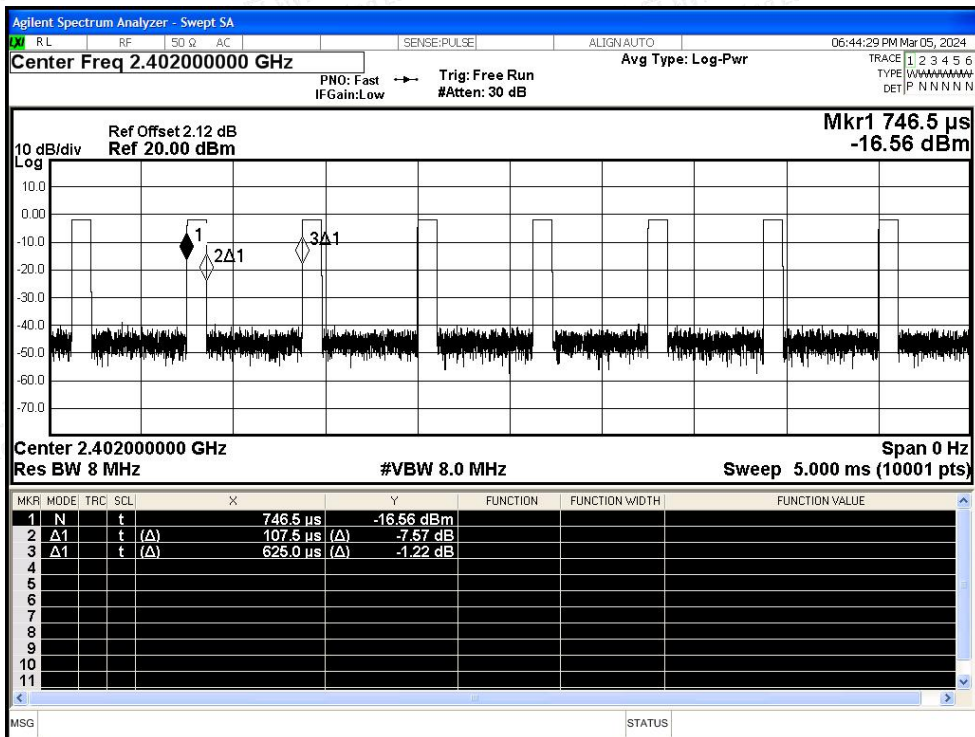 Agilent Spectrum Analyzer - Swept SA
LXI RL RF 50 Ω AC SENSE:PULSE ALIGN AUTO 06:44:29 PM Mar 05, 2024
Center Freq 2.402000000 GHz
PNO: Fast
IFGain:Low
Trig: Free Run
#Atten: 30 dB
Avg Type: Log-Pwr
TRACE 1 2 3 4 5 6
TYPE
DET P N N N N N
Ref Offset 2.12 dB
10 dB/div Ref 20.00 dBm
Log
Mkr1 746.5 µs
-16.56 dBm
10.0
0.00
-10.0
-20.0
-30.0
-40.0
-50.0
-60.0
-70.0
1
2Δ1
3Δ1
Center 2.402000000 GHz Span 0 Hz
Res BW 8 MHz #VBW 8.0 MHz Sweep 5.000 ms (10001 pts)
MKR MODE TRC SCL X Y FUNCTION FUNCTION WIDTH FUNCTION VALUE
1 N t 746.5 µs -16.56 dBm
2 Δ1 t (Δ) 107.5 µs (Δ) -7.57 dB
3 Δ1 t (Δ) 625.0 µs (Δ) -1.22 dB
4
5
6
7
8
9
10
11
MSG STATUS